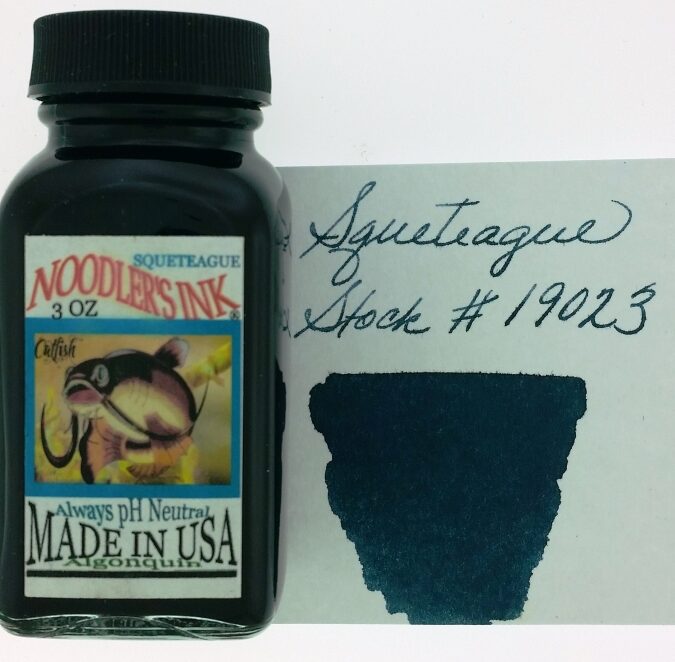 SQUETEAGUE
NOODLER'S INK ®
3 OZ
Catfish
Always pH Neutral
MADE IN USA
Algonquin
Squeteague
Stock # 19023